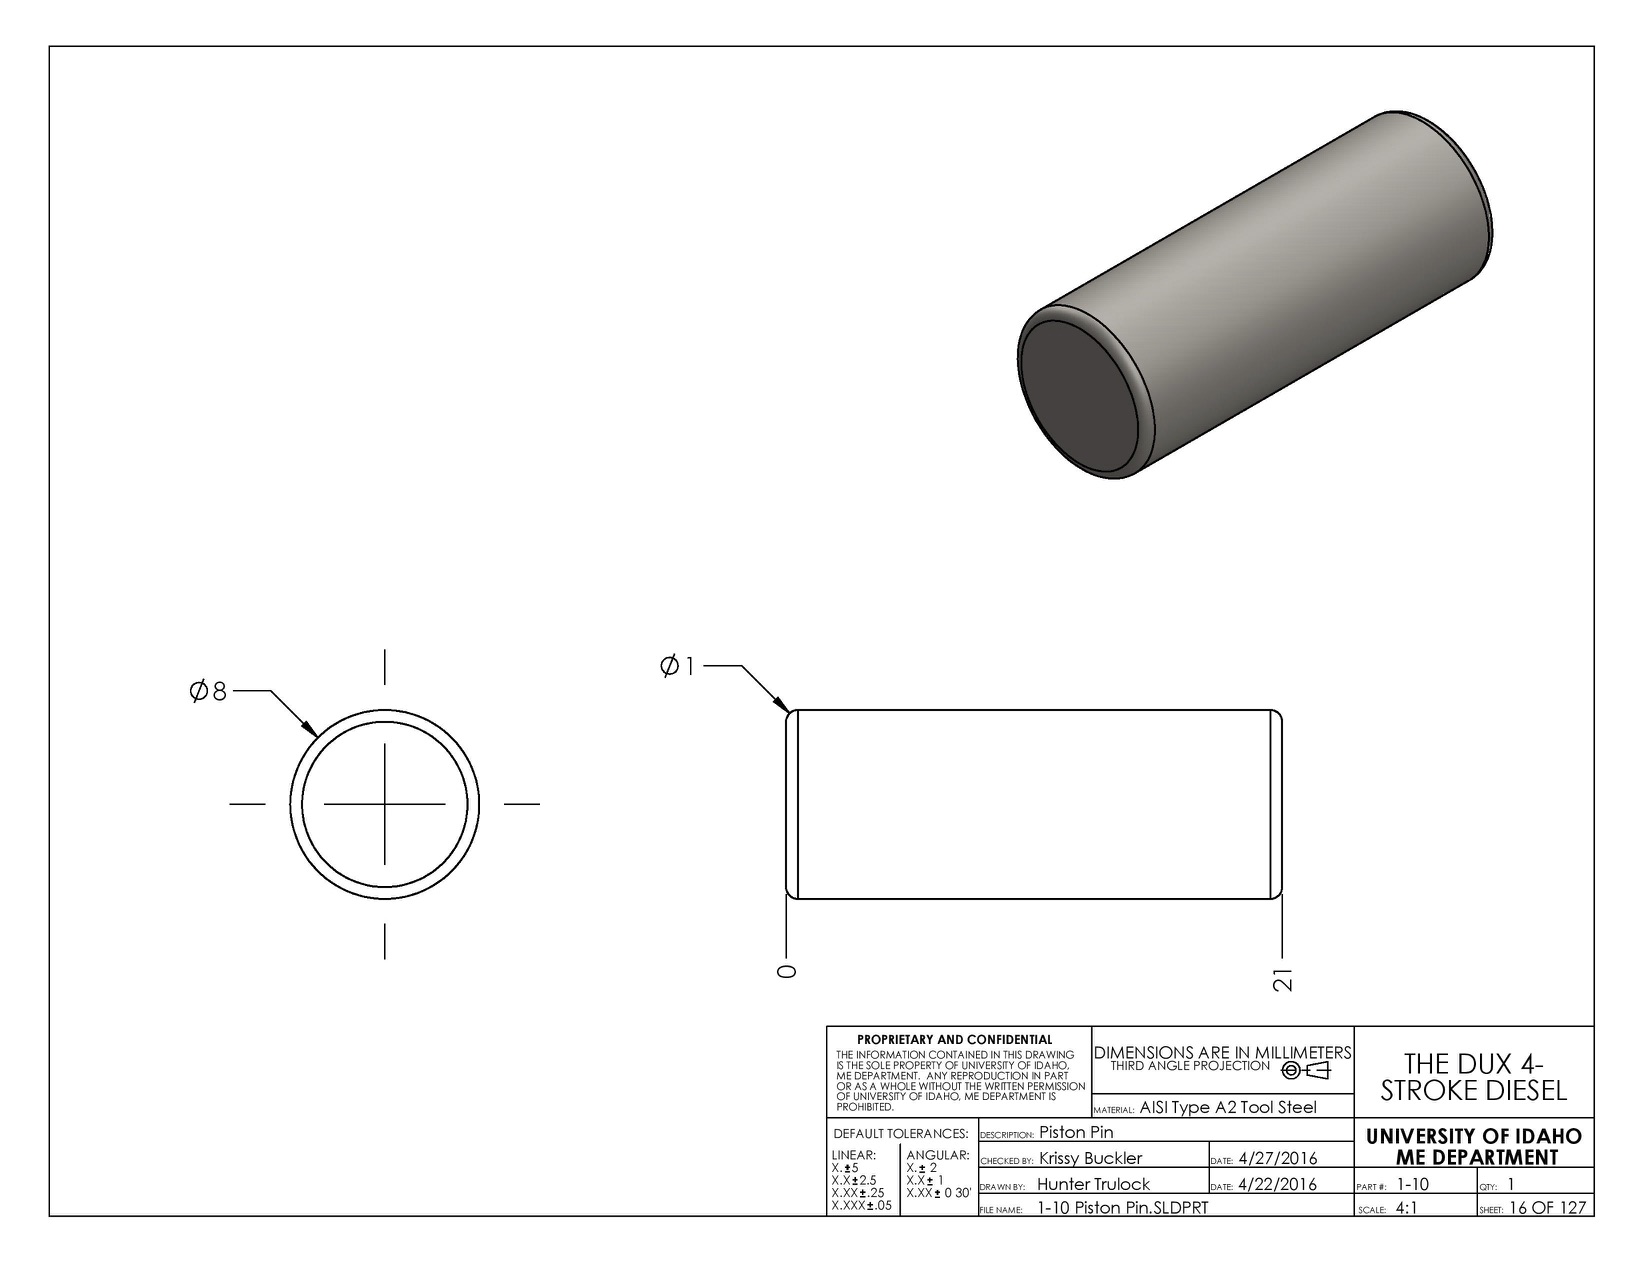 Ø8
Ø1
0
21
PROPRIETARY AND CONFIDENTIAL
THE INFORMATION CONTAINED IN THIS DRAWING
IS THE SOLE PROPERTY OF UNIVERSITY OF IDAHO,
ME DEPARTMENT. ANY REPRODUCTION IN PART
OR AS A WHOLE WITHOUT THE WRITTEN PERMISSION
OF UNIVERSITY OF IDAHO, ME DEPARTMENT IS
PROHIBITED.
DIMENSIONS ARE IN MILLIMETERS
THIRD ANGLE PROJECTION
MATERIAL: AISI Type A2 Tool Steel
THE DUX 4-
STROKE DIESEL
DEFAULT TOLERANCES:
LINEAR:
X.±5
X.X±2.5
X.XX±.25
X.XXX±.05
ANGULAR:
X.± 2
X.X± 1
X.XX± 0 30'
DESCRIPTION: Piston Pin
CHECKED BY: Krissy Buckler
DATE: 4/27/2016
DRAWN BY: Hunter Trulock
DATE: 4/22/2016
FILE NAME: 1-10 Piston Pin.SLDPRT
UNIVERSITY OF IDAHO
ME DEPARTMENT
PART #: 1-10
QTY: 1
SCALE: 4:1
SHEET: 16 OF 127